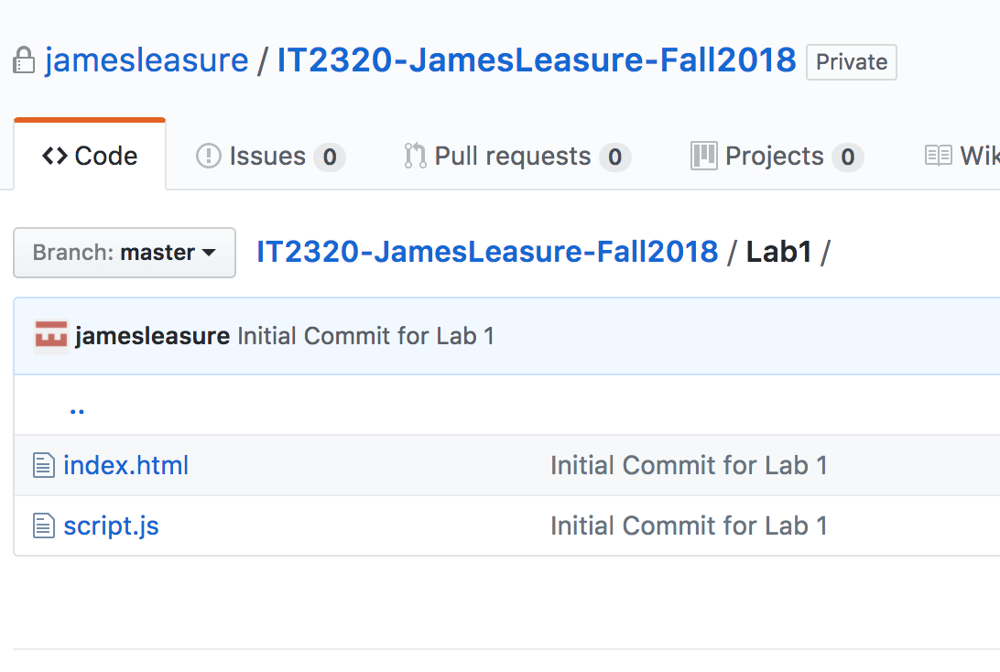 jamesleasure / IT2320-JamesLeasure-Fall2018 Private
<> Code Issues 0 Pull requests 0 Projects 0
Branch: master IT2320-JamesLeasure-Fall2018 / Lab1 /
jamesleasure Initial Commit for Lab 1
..
index.html Initial Commit for Lab 1
script.js Initial Commit for Lab 1